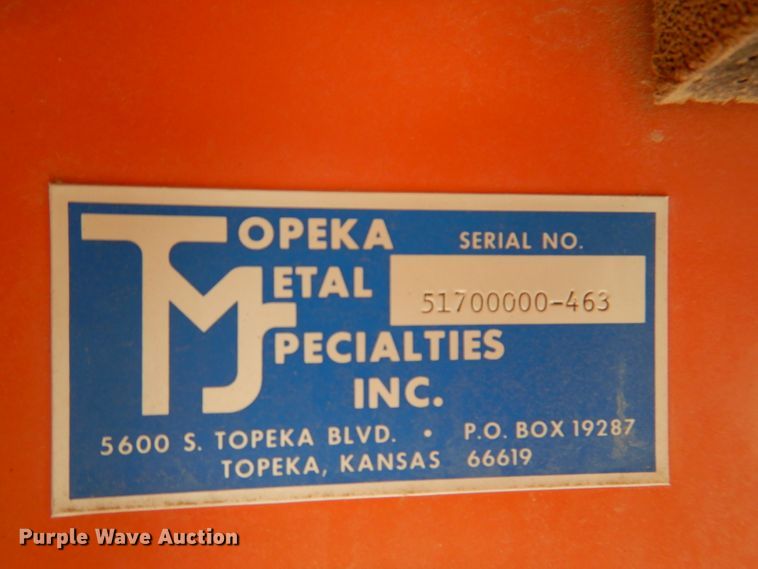 TOPEKA
METAL
SPECIALTIES
INC.
SERIAL NO.
51700000-463
5600 S. TOPEKA BLVD. • P.O. BOX 19287
TOPEKA, KANSAS 66619
Purple Wave Auction